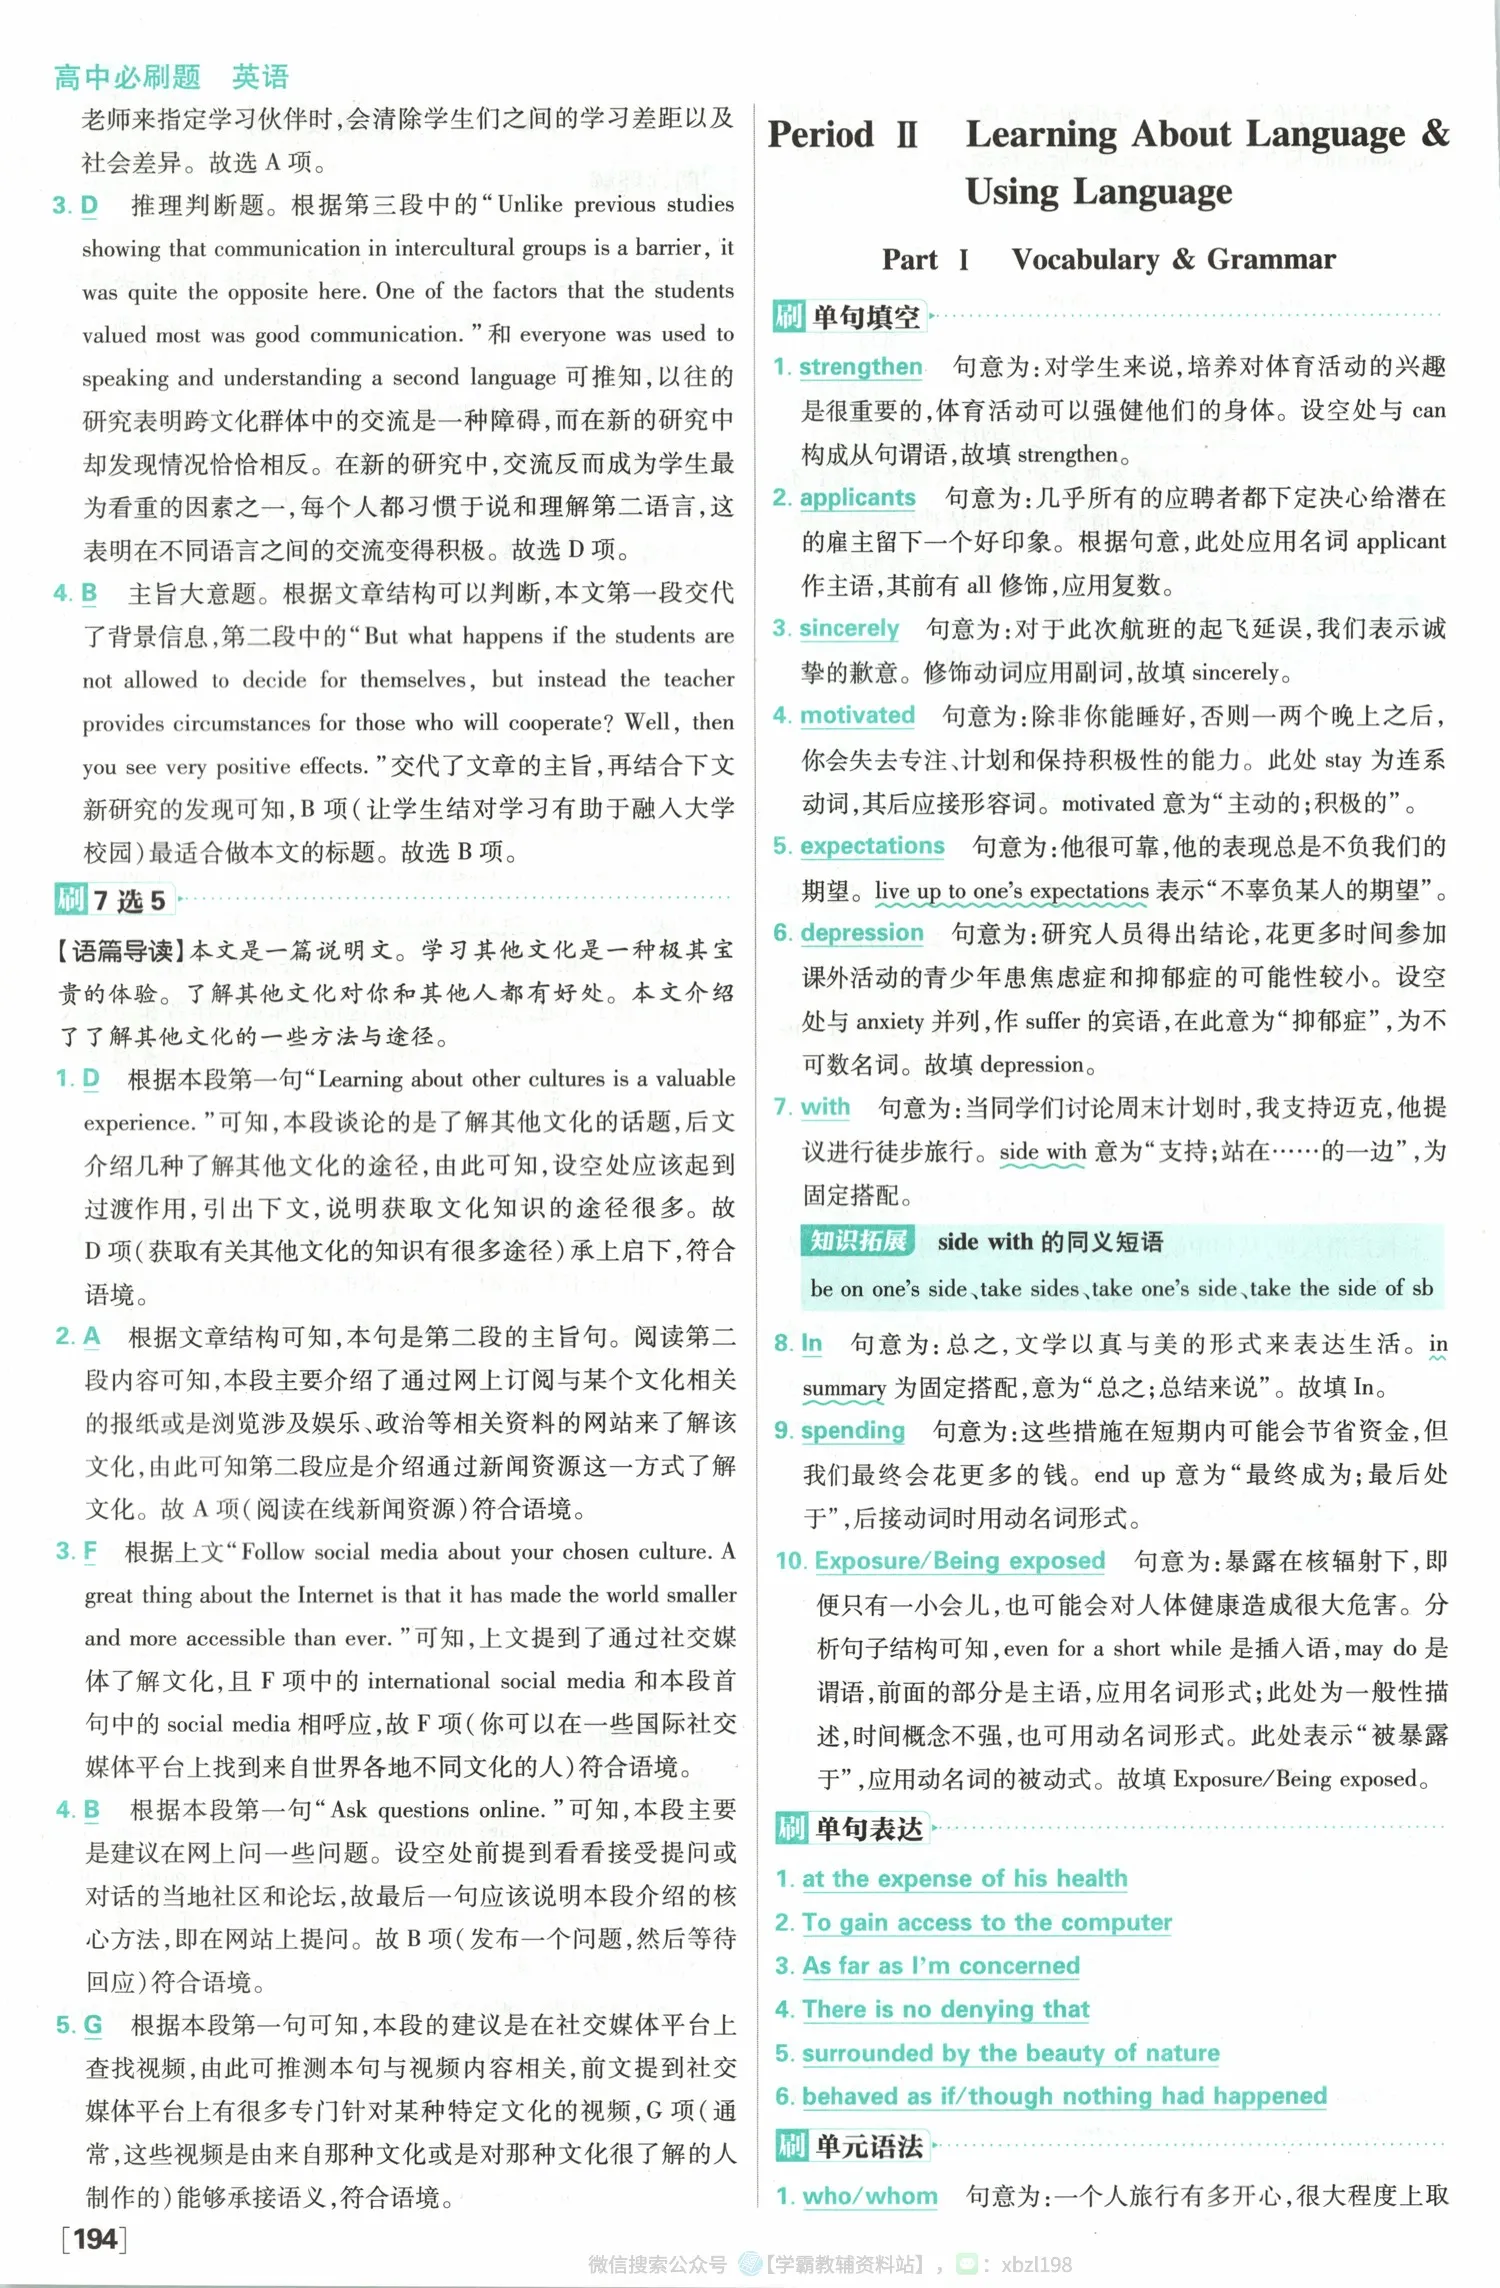 高中必刷题 英语
老师来指定学习伙伴时,会清除学生们之间的学习差距以及
社会差异。故选 A 项。
3. D 推理判断题。根据第三段中的“Unlike previous studies
showing that communication in intercultural groups is a barrier, it
was quite the opposite here. One of the factors that the students
valued most was good communication. ”和 everyone was used to
speaking and understanding a second language 可推知,以往的
研究表明跨文化群体中的交流是一种障碍,而在新的研究中
却发现情况恰恰相反。在新的研究中,交流反而成为学生最
为看重的因素之一,每个人都习惯于说和理解第二语言,这
表明在不同语言之间的交流变得积极。故选 D 项。
4. B 主旨大意题。根据文章结构可以判断,本文第一段交代
了背景信息,第二段中的“But what happens if the students are
not allowed to decide for themselves, but instead the teacher
provides circumstances for those who will cooperate? Well, then
you see very positive effects. ”交代了文章的主旨,再结合下文
新研究的发现可知,B 项(让学生结对学习有助于融入大学
校园)最适合做本文的标题。故选 B 项。
刷 7 选 5
【语篇导读】本文是一篇说明文。学习其他文化是一种极其宝
贵的体验。了解其他文化对你和其他人都有好处。本文介绍
了了解其他文化的一些方法与途径。
1. D 根据本段第一句“Learning about other cultures is a valuable
experience. ”可知,本段谈论的是了解其他文化的话题,后文
介绍几种了解其他文化的途径,由此可知,设空处应该起到
过渡作用,引出下文,说明获取文化知识的途径很多。故
D 项(获取有关其他文化的知识有很多途径)承上启下,符合
语境。
2. A 根据文章结构可知,本句是第二段的主旨句。阅读第二
段内容可知,本段主要介绍了通过网上订阅与某个文化相关
的报纸或是浏览涉及娱乐、政治等相关资料的网站来了解该
文化,由此可知第二段应是介绍通过新闻资源这一方式了解
文化。故 A 项(阅读在线新闻资源)符合语境。
3. F 根据上文“Follow social media about your chosen culture. A
great thing about the Internet is that it has made the world smaller
and more accessible than ever. ”可知,上文提到了通过社交媒
体了解文化,且 F 项中的 international social media 和本段首
句中的 social media 相呼应,故 F 项(你可以在一些国际社交
媒体平台上找到来自世界各地不同文化的人)符合语境。
4. B 根据本段第一句“Ask questions online. ”可知,本段主要
是建议在网上问一些问题。设空处前提到看看接受提问或
对话的当地社区和论坛,故最后一句应该说明本段介绍的核
心方法,即在网站上提问。故 B 项(发布一个问题,然后等待
回应)符合语境。
5. G 根据本段第一句可知,本段的建议是在社交媒体平台上
查找视频,由此可推测本句与视频内容相关,前文提到社交
媒体平台上有很多专门针对某种特定文化的视频,G 项(通
常,这些视频是由来自那种文化或是对那种文化很了解的人
制作的)能够承接语义,符合语境。
[194]
Period Ⅱ Learning About Language &
Using Language
Part Ⅰ Vocabulary & Grammar
刷 单句填空
1. strengthen 句意为:对学生来说,培养对体育活动的兴趣
是很重要的,体育活动可以强健他们的身体。设空处与 can
构成从句谓语,故填 strengthen。
2. applicants 句意为:几乎所有的应聘者都下定决心给潜在
的雇主留下一个好印象。根据句意,此处应用名词 applicant
作主语,其前有 all 修饰,应用复数。
3. sincerely 句意为:对于此次航班的起飞延误,我们表示诚
挚的歉意。修饰动词应用副词,故填 sincerely。
4. motivated 句意为:除非你能睡好,否则一两个晚上之后,
你会失去专注、计划和保持积极性的能力。此处 stay 为连系
动词,其后应接形容词。motivated 意为“主动的;积极的”。
5. expectations 句意为:他很可靠,他的表现总是不负我们的
期望。live up to one's expectations 表示“不辜负某人的期望”。
6. depression 句意为:研究人员得出结论,花更多时间参加
课外活动的青少年患焦虑症和抑郁症的可能性较小。设空
处与 anxiety 并列,作 suffer 的宾语,在此意为“抑郁症”,为不
可数名词。故填 depression。
7. with 句意为:当同学们讨论周末计划时,我支持迈克,他提
议进行徒步旅行。side with 意为“支持;站在……的一边”,为
固定搭配。
知识拓展 side with 的同义短语
be on one's side、take sides、take one's side、take the side of sb
8. In 句意为:总之,文学以真与美的形式来表达生活。in
summary 为固定搭配,意为“总之;总结来说”。故填 In。
9. spending 句意为:这些措施在短期内可能会节省资金,但
我们最终会花更多的钱。end up 意为“最终成为;最后处
于”,后接动词时用动名词形式。
10. Exposure/Being exposed 句意为:暴露在核辐射下,即
便只有一小会儿,也可能会对人体健康造成很大危害。分
析句子结构可知,even for a short while 是插入语,may do 是
谓语,前面的部分是主语,应用名词形式;此处为一般性描
述,时间概念不强,也可用动名词形式。此处表示“被暴露
于”,应用动名词的被动式。故填 Exposure/Being exposed。
刷 单句表达
1. at the expense of his health
2. To gain access to the computer
3. As far as I'm concerned
4. There is no denying that
5. surrounded by the beauty of nature
6. behaved as if/though nothing had happened
刷 单元语法
1. who/whom 句意为:一个人旅行有多开心,很大程度上取
微信搜索公众号【学霸教辅资料站】,：xbzl198